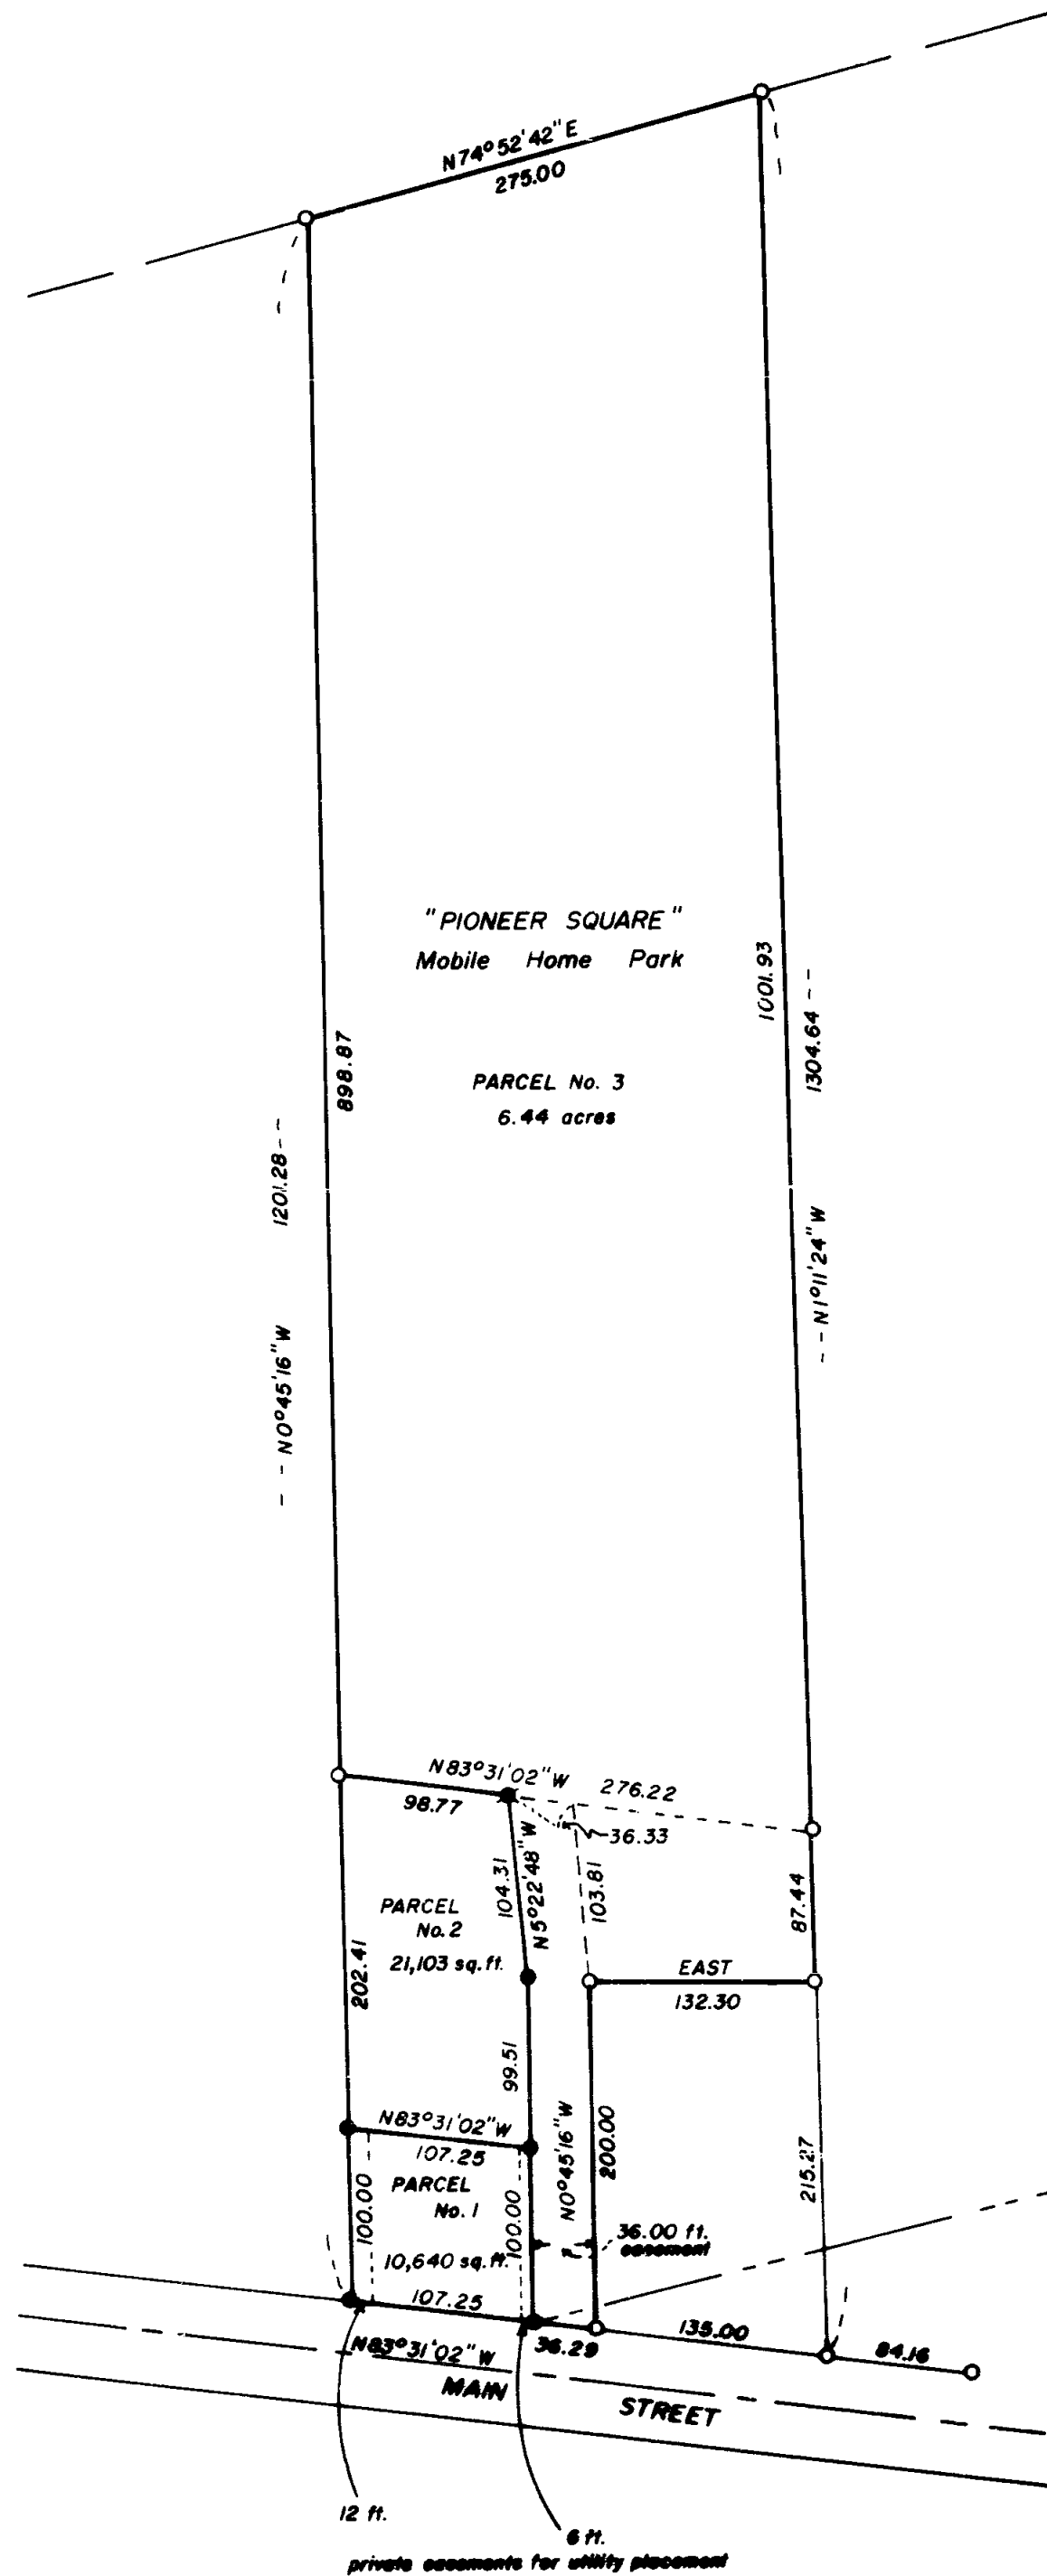 N74°52'42"E
275.00
"PIONEER SQUARE"
Mobile Home Park
1001.93
1304.64
898.87
PARCEL No. 3
6.44 acres
1201.28
N1°11'24"W
N0°45'16"W
N83°31'02"W
276.22
98.77
36.33
104.31
N5°22'48"W
103.81
87.44
PARCEL
No. 2
21,103 sq. ft.
202.41
EAST
132.30
99.51
N0°45'16"W
200.00
215.27
N83°31'02"W
107.25
PARCEL
No. 1
100.00
100.00
10,640 sq. ft.
36.00 ft.
easement
107.25
36.29
135.00
84.16
N83°31'02"W
MAIN STREET
12 ft.
6 ft.
private easements for utility placement